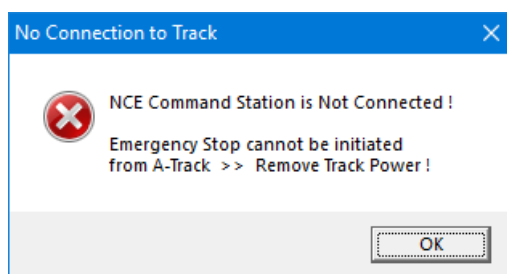 No Connection to Track
NCE Command Station is Not Connected !
Emergency Stop cannot be initiated
from A-Track >> Remove Track Power !
OK